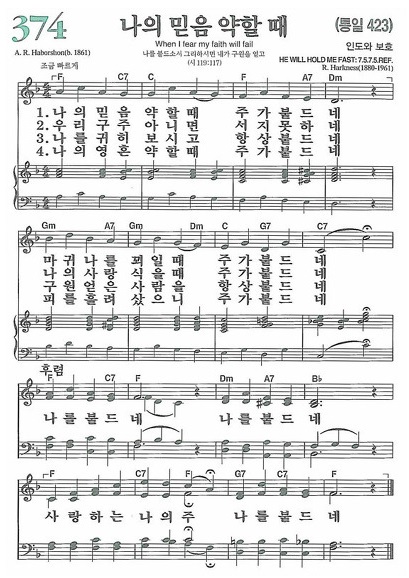 374
나의 믿음 약할 때
(통일 423)
When I fear my faith will fail
A. R. Haborshon(b. 1861)
나를 붙드소서 그리하시면 내가 구원을 얻고
(시 119:117)
인도와 보호
조금 빠르게
HE WILL HOLD ME FAST: 7.5.7.5.REF.
R. Harkness(1880-1961)
F C7 C F A7 Dm
1. 나의 믿음 약할때 주가붙드네
2. 우리구주아니면 서지못하네
3. 나를귀히보시고 항상붙드네
4. 나의영혼약할때 주가붙드네
Gm A7 Gm Dm C G7 C C7
마귀나를꾀일때 주가붙드네
나의사랑식을때 주가붙드네
구원얻은사람을 항상붙드네
피를흘려샀으니 주가붙드네
후렴
F C7 F Dm A7 B♭
나를붙드네 나를붙드네
F C7 F C7 F
사랑하는나의주 나를붙드네